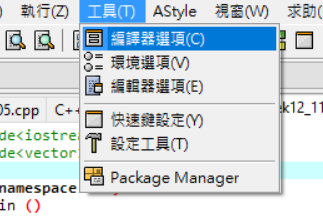 執行(Z) 工具(T) AStyle 視窗(W) 求助(
編譯器選項(C)
環境選項(V)
編輯器選項(E)
05.cpp C++ ek12_11
快速鍵設定(Y)
de<iostrea
設定工具(T)
de<vector
Package Manager
namespace
in ()